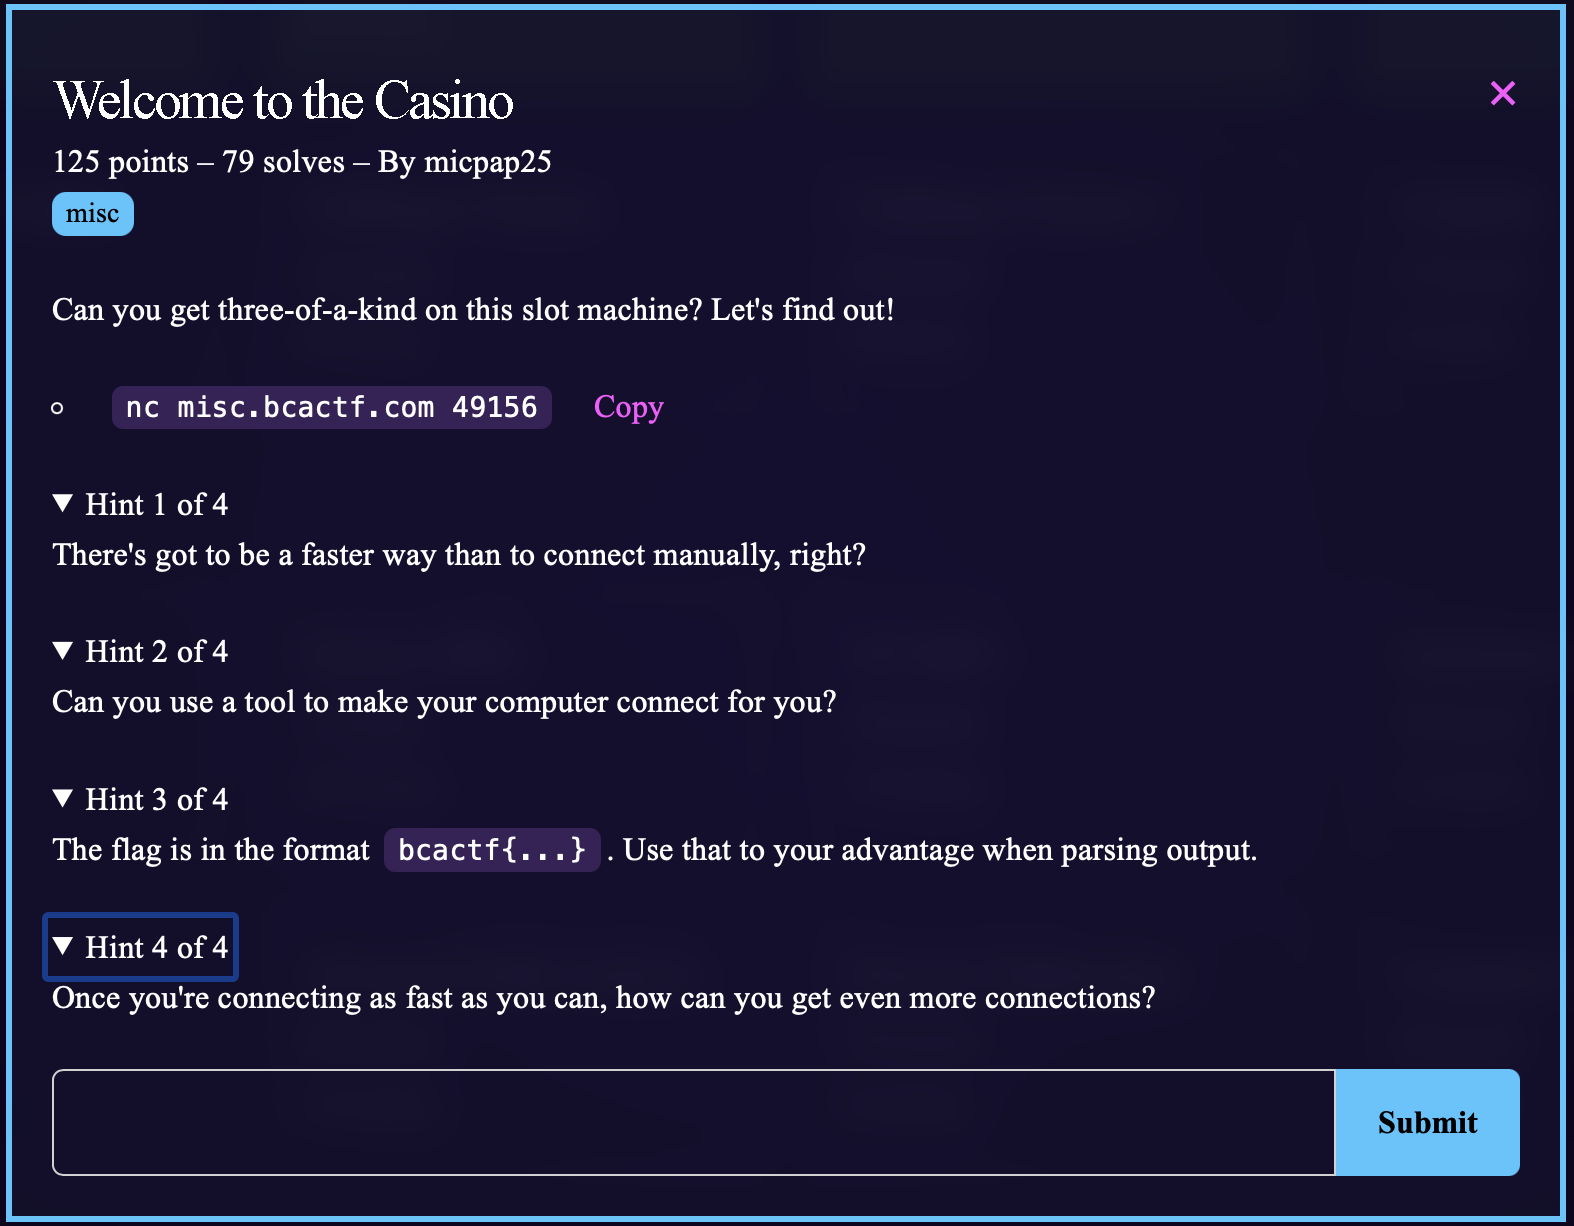 Welcome to the Casino
125 points – 79 solves – By micpap25
misc
Can you get three-of-a-kind on this slot machine? Let's find out!
nc misc.bcactf.com 49156 Copy
Hint 1 of 4
There's got to be a faster way than to connect manually, right?
Hint 2 of 4
Can you use a tool to make your computer connect for you?
Hint 3 of 4
The flag is in the format bcactf{...} . Use that to your advantage when parsing output.
Hint 4 of 4
Once you're connecting as fast as you can, how can you get even more connections?
Submit